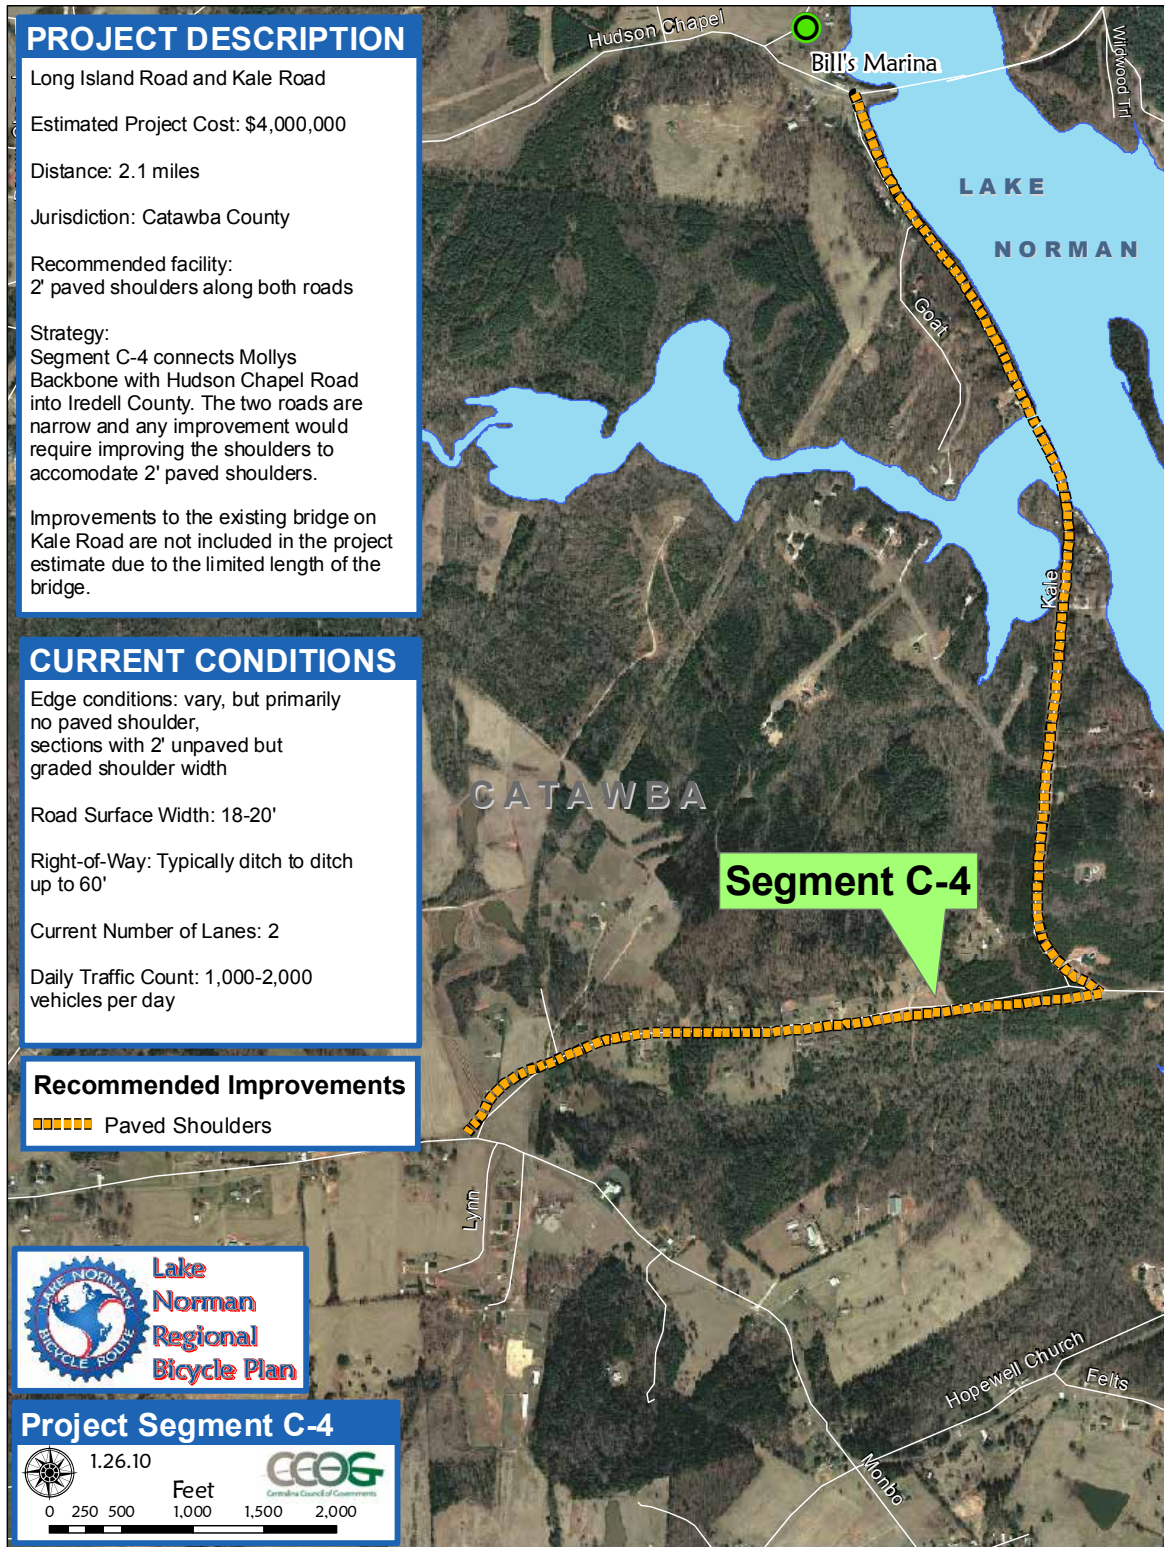 PROJECT DESCRIPTION
Long Island Road and Kale Road
Estimated Project Cost: $4,000,000
Distance: 2.1 miles
Jurisdiction: Catawba County
Recommended facility:
2' paved shoulders along both roads
Strategy:
Segment C-4 connects Mollys
Backbone with Hudson Chapel Road
into Iredell County. The two roads are
narrow and any improvement would
require improving the shoulders to
accomodate 2' paved shoulders.
Improvements to the existing bridge on
Kale Road are not included in the project
estimate due to the limited length of the
bridge.
CURRENT CONDITIONS
Edge conditions: vary, but primarily
no paved shoulder,
sections with 2' unpaved but
graded shoulder width
Road Surface Width: 18-20'
Right-of-Way: Typically ditch to ditch
up to 60'
Current Number of Lanes: 2
Daily Traffic Count: 1,000-2,000
vehicles per day
Recommended Improvements
Paved Shoulders
Hudson Chapel
Bill's Marina
Wildwood Trl
LAKE
NORMAN
Goat
Kale
CATAWBA
Segment C-4
Lynn
Hopewell Church
Felts
Monbo
LAKE NORMAN
BICYCLE ROUTE
Lake
Norman
Regional
Bicycle Plan
Project Segment C-4
1.26.10
CCOG
Centralina Council of Governments
Feet
0 250 500 1,000 1,500 2,000